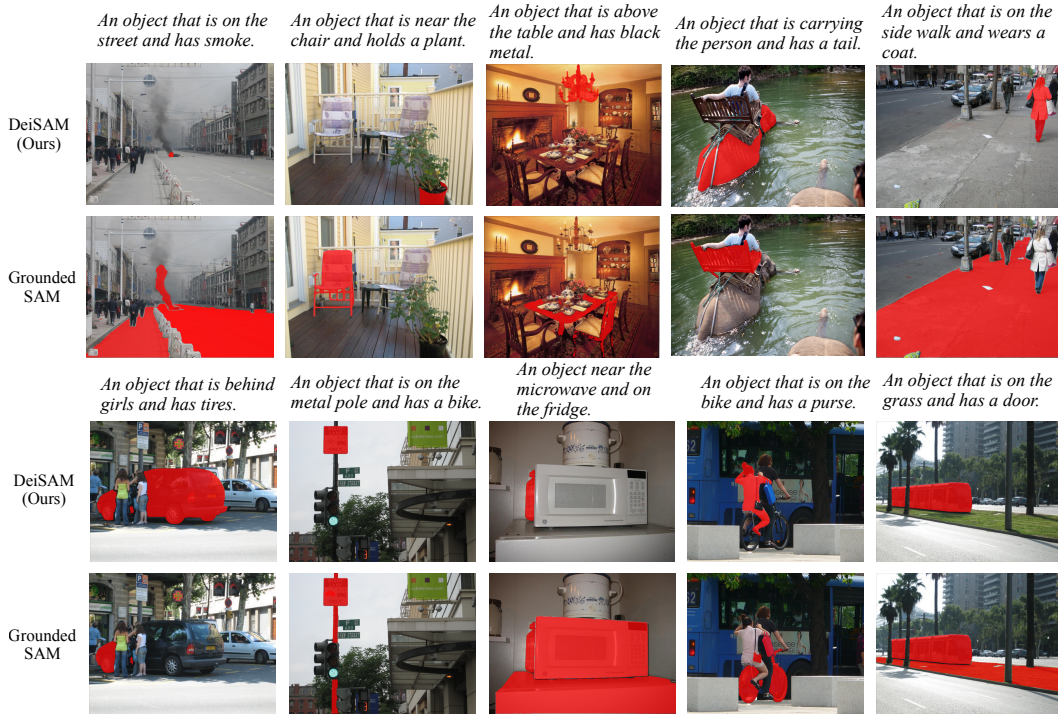 An object that is on the
street and has smoke.
An object that is near the
chair and holds a plant.
An object that is above
the table and has black
metal.
An object that is carrying
the person and has a tail.
An object that is on the
side walk and wears a
coat.
DeiSAM
(Ours)
Grounded
SAM
An object that is behind
girls and has tires.
An object that is on the
metal pole and has a bike.
An object near the
microwave and on
the fridge.
An object that is on the
bike and has a purse.
An object that is on the
grass and has a door.
DeiSAM
(Ours)
P
52
Grounded
SAM
P
52